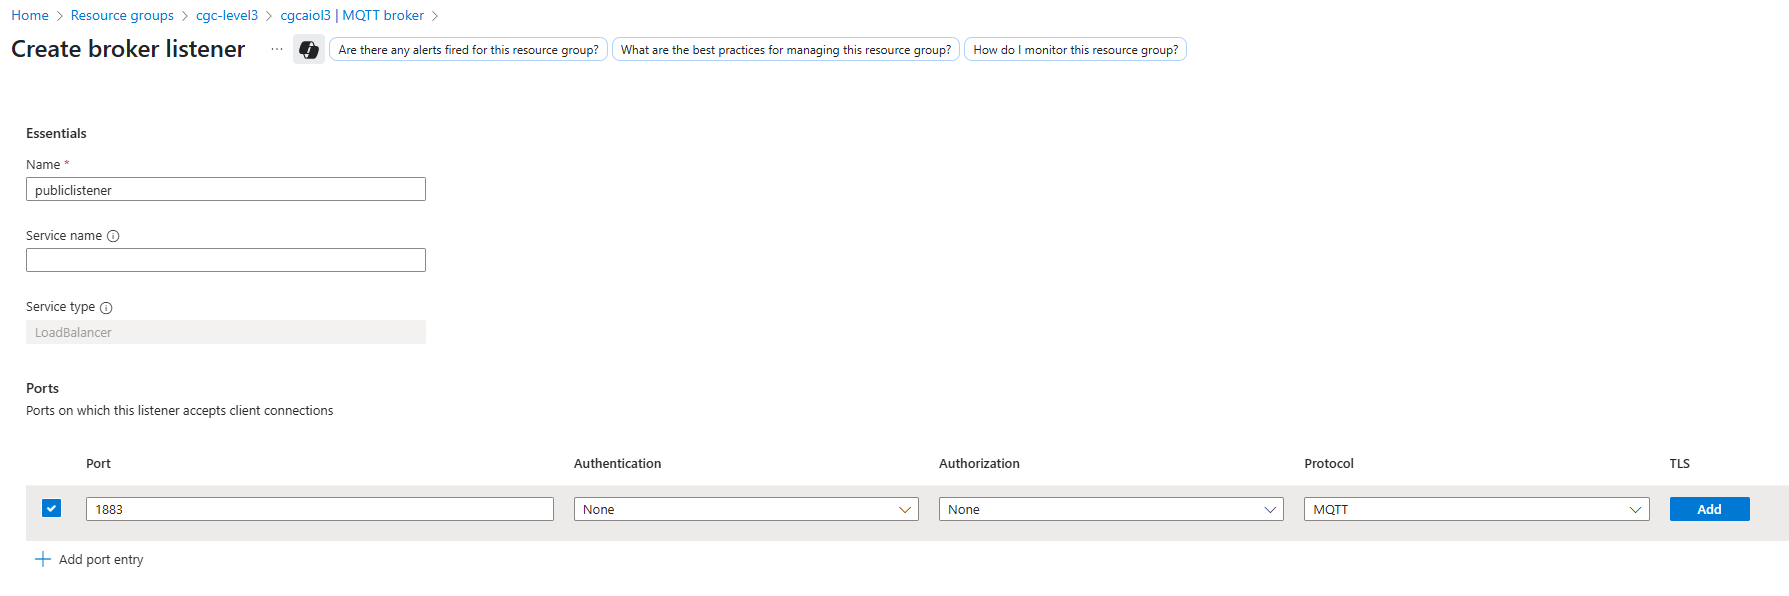 Home > Resource groups > cgc-level3 > cgcaiol3 | MQTT broker >
Create broker listener ... Are there any alerts fired for this resource group? What are the best practices for managing this resource group? How do I monitor this resource group?
Essentials
Name *
publiclistener
Service name
Service type
LoadBalancer
Ports
Ports on which this listener accepts client connections
Port Authentication Authorization Protocol TLS
1883 None None MQTT Add
+ Add port entry